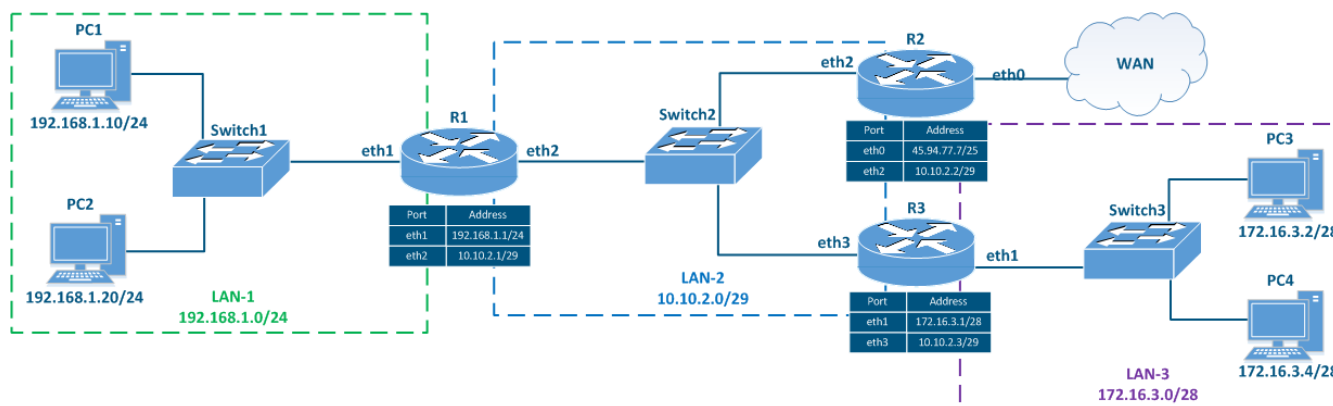 PC1
192.168.1.10/24
Switch1
PC2
192.168.1.20/24
LAN-1
192.168.1.0/24
eth1
R1
eth2
Port Address
eth1 192.168.1.1/24
eth2 10.10.2.1/29
Switch2
LAN-2
10.10.2.0/29
R2
eth2
eth0
WAN
Port Address
eth0 45.94.77.7/25
eth2 10.10.2.2/29
R3
eth3
eth1
Port Address
eth1 172.16.3.1/28
eth3 10.10.2.3/29
Switch3
PC3
172.16.3.2/28
PC4
172.16.3.4/28
LAN-3
172.16.3.0/28